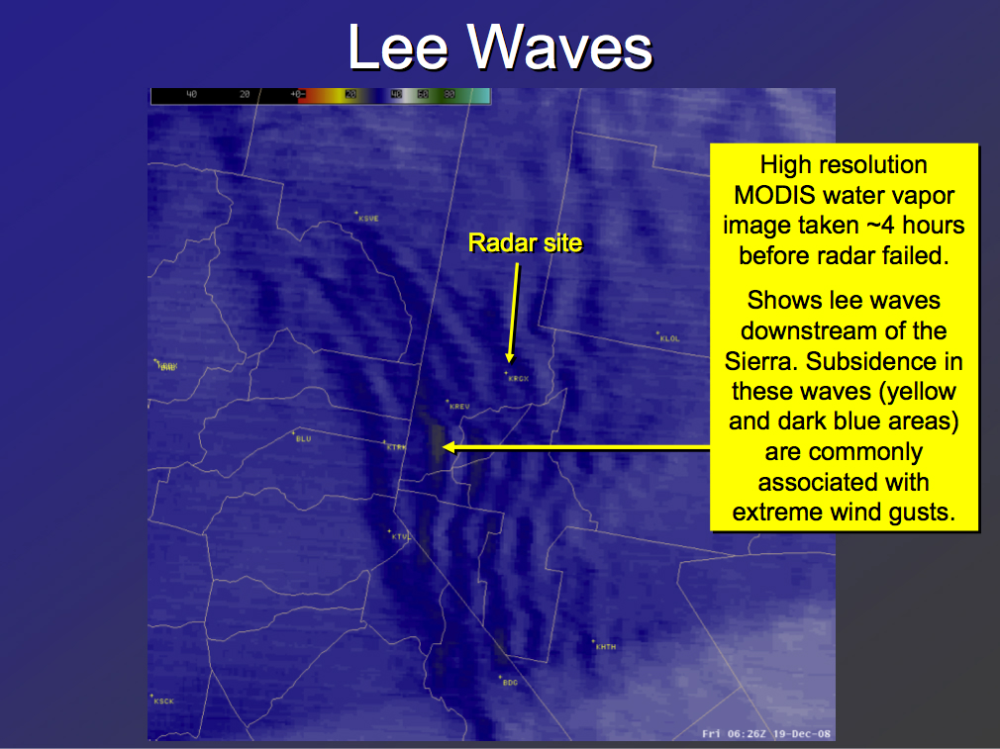 Lee Waves
40 20 +0- 20 40 60 80
High resolution
MODIS water vapor
image taken ~4 hours
before radar failed.
KSVE
Radar site
Shows lee waves
downstream of the
Sierra. Subsidence in
these waves (yellow
and dark blue areas)
are commonly
associated with
extreme wind gusts.
KLOL
KRGX
KREV
BLU
KTRK
KTVL
KHTH
BDG
KSCK
Fri 06:26Z 19-Dec-08